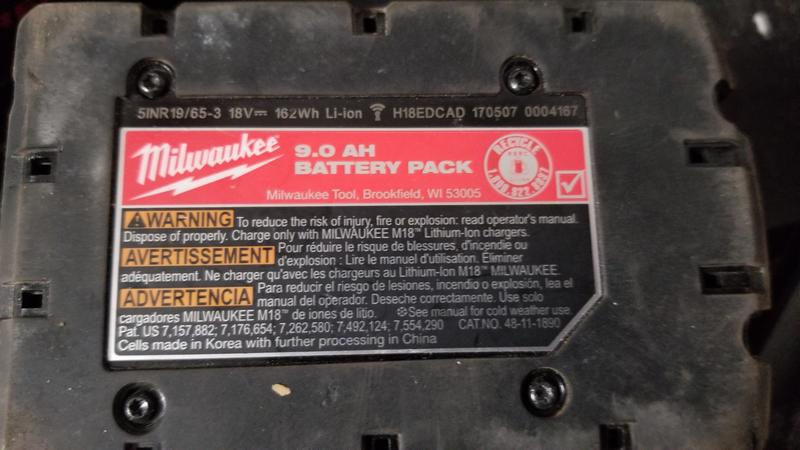 5INR19/65-3 18V⎓ 162Wh Li-ion H18EDCAD 170507 0004167
Milwaukee
9.0 AH
BATTERY PACK
Milwaukee Tool, Brookfield, WI 53005
RECYCLE
RBRC
1.800.822.8837
⚠WARNING To reduce the risk of injury, fire or explosion: read operator's manual.
Dispose of properly. Charge only with MILWAUKEE M18™ Lithium-Ion chargers.
AVERTISSEMENT Pour réduire le risque de blessures, d'incendie ou
d'explosion : Lire le manuel d'utilisation. Éliminer
adéquatement. Ne charger qu'avec les chargeurs au Lithium-Ion M18™ MILWAUKEE.
ADVERTENCIA Para reducir el riesgo de lesiones, incendio o explosión, lea el
manual del operador. Deseche correctamente. Use solo
cargadores MILWAUKEE M18™ de iones de litio. ❄See manual for cold weather use.
Pat. US 7,157,882; 7,176,654; 7,262,580; 7,492,124; 7,554,290 CAT.NO. 48-11-1890
Cells made in Korea with further processing in China